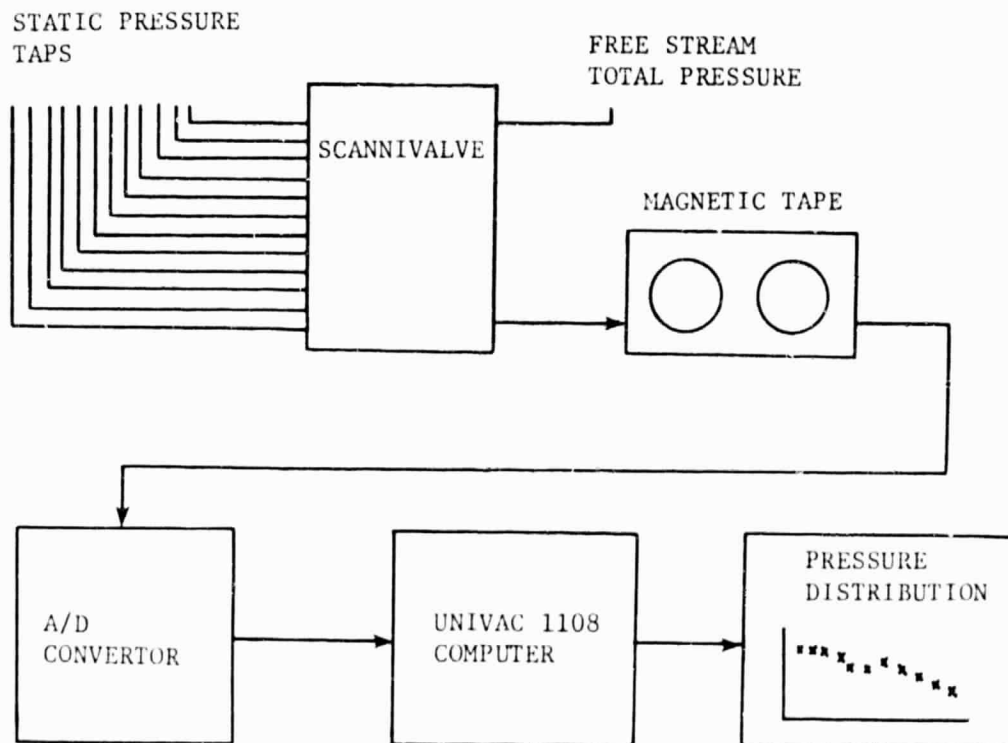 STATIC PRESSURE
TAPS
FREE STREAM
TOTAL PRESSURE
SCANNIVALVE
MAGNETIC TAPE
A/D
CONVERTOR
UNIVAC 1108
COMPUTER
PRESSURE
DISTRIBUTION